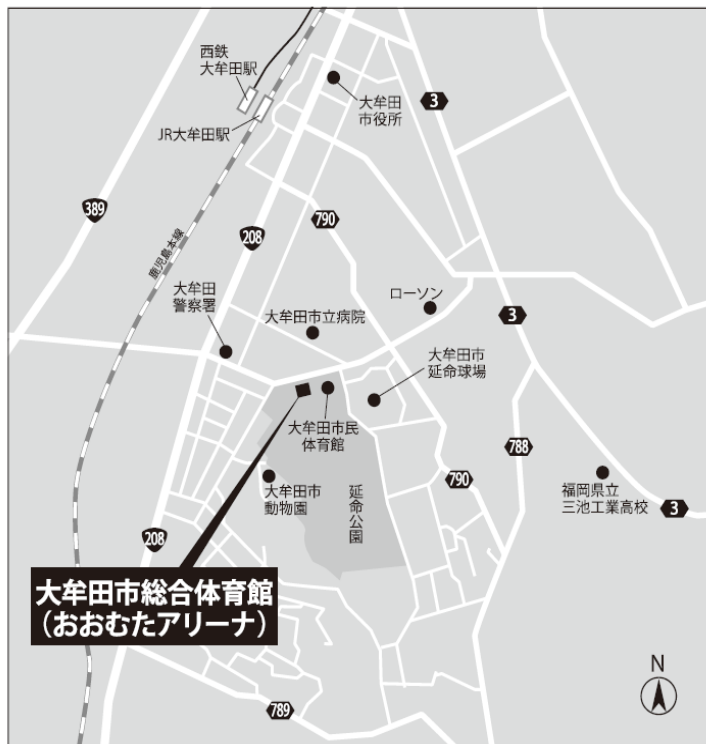 西鉄
大牟田駅
JR大牟田駅
大牟田
市役所
3
389
790
208
鹿児島本線
大牟田
警察署
大牟田市立病院
ローソン
3
大牟田市
延命球場
大牟田市民
体育館
788
790
大牟田市
動物園
延命公園
福岡県立
三池工業高校
3
208
大牟田市総合体育館
（おおむたアリーナ）
789
N